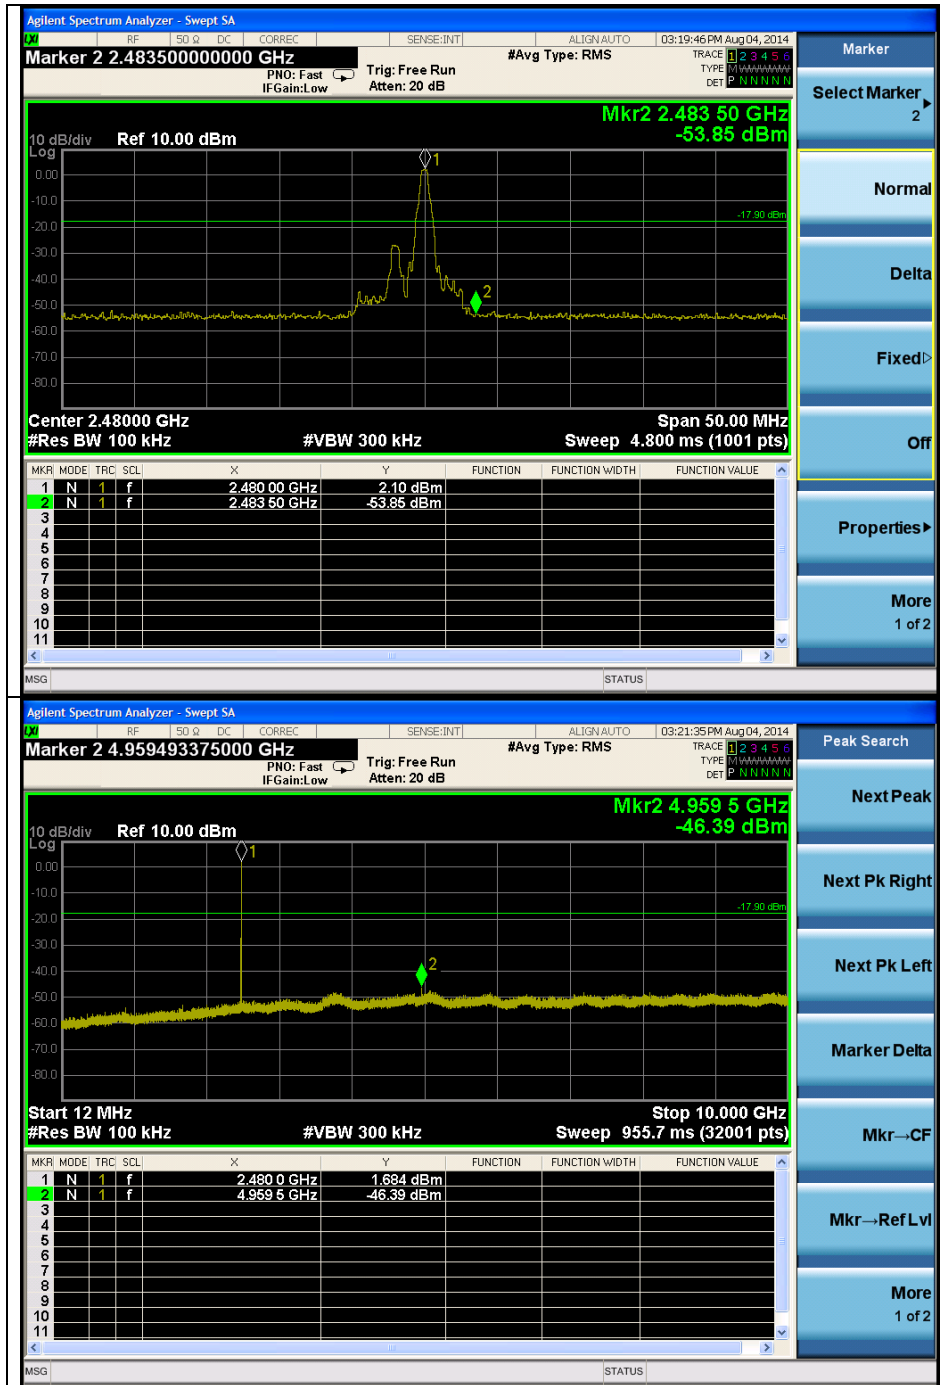 Agilent Spectrum Analyzer - Swept SA
LXI RF 50 Ω DC CORREC SENSE:INT ALIGN AUTO 03:19:46 PM Aug 04, 2014
Marker 2 2.483500000000 GHz
PNO: Fast
IFGain:Low
Trig: Free Run
Atten: 20 dB
#Avg Type: RMS
TRACE 1 2 3 4 5 6
TYPE M WWWWW
DET P N N N N N
Mkr2 2.483 50 GHz
-53.85 dBm
10 dB/div Ref 10.00 dBm
Log
0.00
-10.0
-20.0
-30.0
-40.0
-50.0
-60.0
-70.0
-80.0
1
-17.90 dBm
2
Center 2.48000 GHz Span 50.00 MHz
#Res BW 100 kHz #VBW 300 kHz Sweep 4.800 ms (1001 pts)
MKR MODE TRC SCL X Y FUNCTION FUNCTION WIDTH FUNCTION VALUE
1 N 1 f 2.480 00 GHz 2.10 dBm
2 N 1 f 2.483 50 GHz -53.85 dBm
3
4
5
6
7
8
9
10
11
MSG STATUS
Marker
Select Marker
2
Normal
Delta
Fixed
Off
Properties
More
1 of 2
Agilent Spectrum Analyzer - Swept SA
LXI RF 50 Ω DC CORREC SENSE:INT ALIGN AUTO 03:21:35 PM Aug 04, 2014
Marker 2 4.959493375000 GHz
PNO: Fast
IFGain:Low
Trig: Free Run
Atten: 20 dB
#Avg Type: RMS
TRACE 1 2 3 4 5 6
TYPE M WWWWW
DET P N N N N N
Mkr2 4.959 5 GHz
-46.39 dBm
10 dB/div Ref 10.00 dBm
Log
0.00
-10.0
-20.0
-30.0
-40.0
-50.0
-60.0
-70.0
-80.0
1
-17.90 dBm
2
Start 12 MHz Stop 10.000 GHz
#Res BW 100 kHz #VBW 300 kHz Sweep 955.7 ms (32001 pts)
MKR MODE TRC SCL X Y FUNCTION FUNCTION WIDTH FUNCTION VALUE
1 N 1 f 2.480 0 GHz 1.684 dBm
2 N 1 f 4.959 5 GHz -46.39 dBm
3
4
5
6
7
8
9
10
11
MSG STATUS
Peak Search
Next Peak
Next Pk Right
Next Pk Left
Marker Delta
Mkr→CF
Mkr→Ref Lvl
More
1 of 2